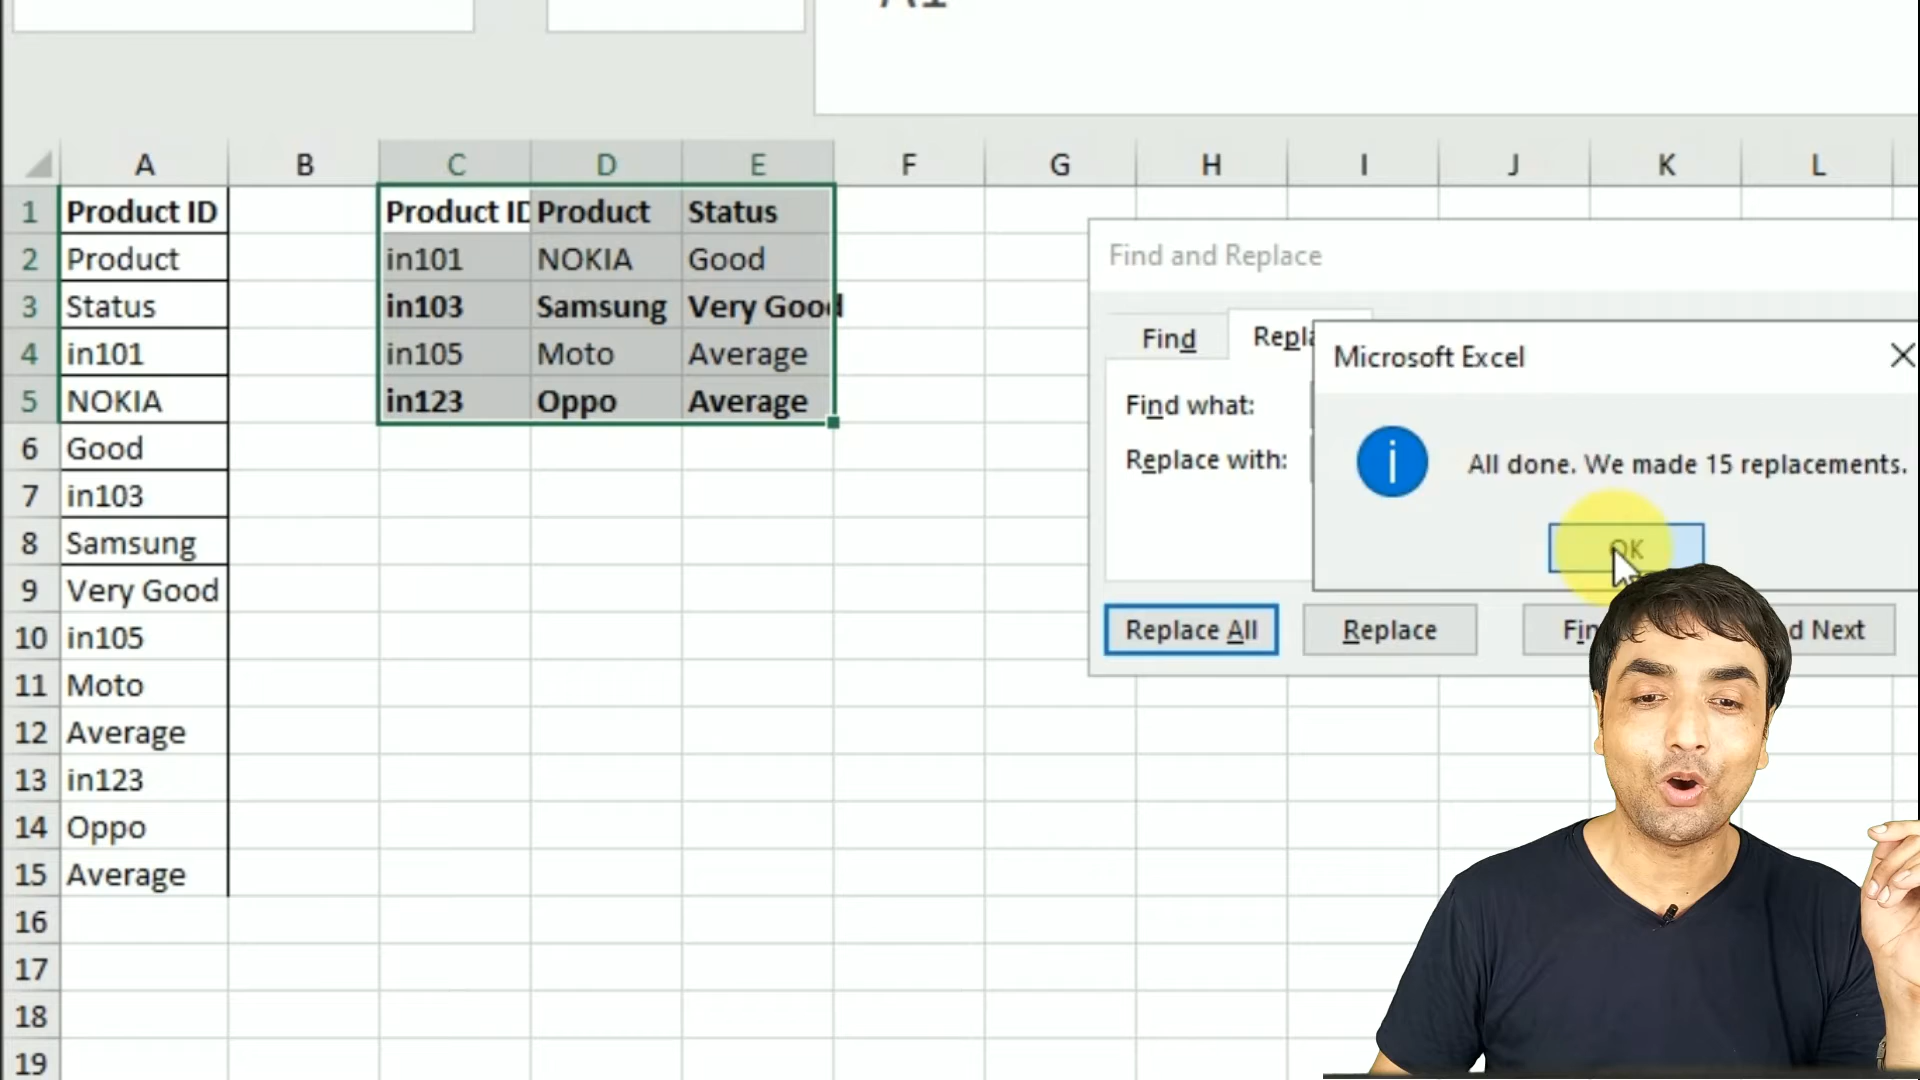 A B C D E F G H I J K L
1 Product ID Product ID Product Status
2 Product in101 NOKIA Good
3 Status in103 Samsung Very Good
4 in101 in105 Moto Average
5 NOKIA in123 Oppo Average
6 Good
7 in103
8 Samsung
9 Very Good
10 in105
11 Moto
12 Average
13 in123
14 Oppo
15 Average
16
17
18
19
Find and Replace
Find
Microsoft Excel
Find what:
Replace with:
All done. We made 15 replacements.
OK
Replace All Replace Next